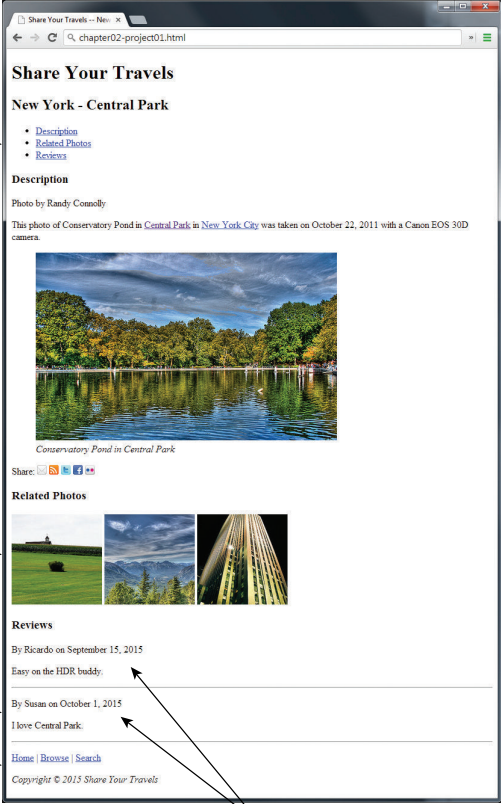 Share Your Travels -- New
chapter02-project01.html
Share Your Travels
New York - Central Park
Description
Related Photos
Reviews
Description
Photo by Randy Connolly
This photo of Conservatory Pond in Central Park in New York City was taken on October 22, 2011 with a Canon EOS 30D
camera.
Conservatory Pond in Central Park
Share:
Related Photos
Reviews
By Ricardo on September 15, 2015
Easy on the HDR buddy.
By Susan on October 1, 2015
I love Central Park.
Home | Browse | Search
Copyright © 2015 Share Your Travels